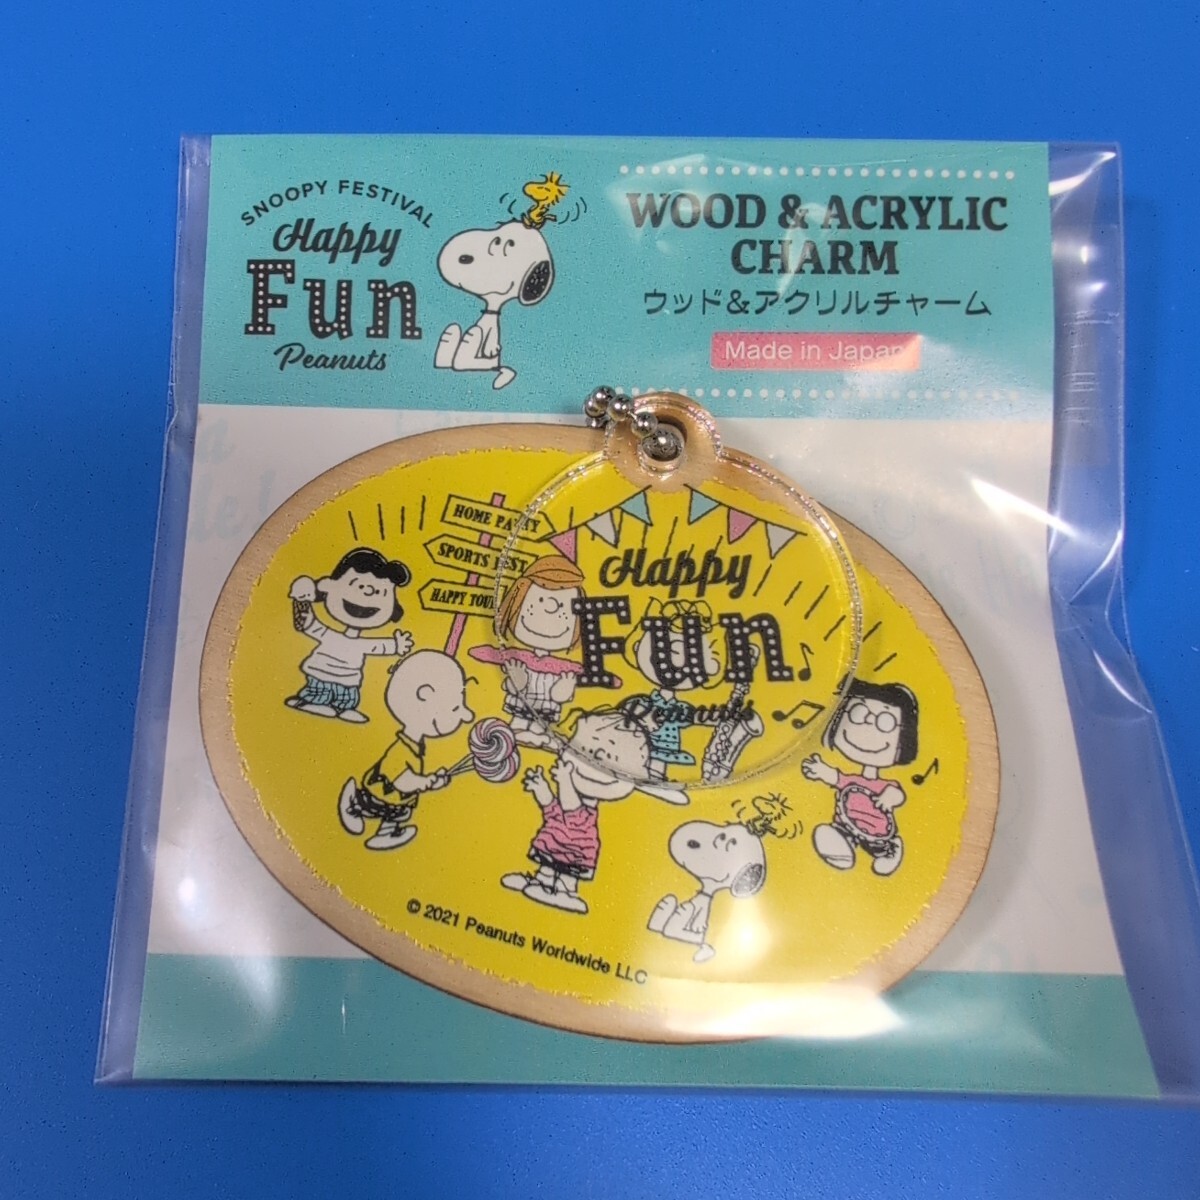 SNOOPY FESTIVAL
Happy
Fun
Peanuts
WOOD & ACRYLIC
CHARM
ウッド&アクリルチャーム
Made in Japan
HOME PARTY
SPORTS FEST
HAPPY TOUR
Happy
Fun.
Peanuts
© 2021 Peanuts Worldwide LLC